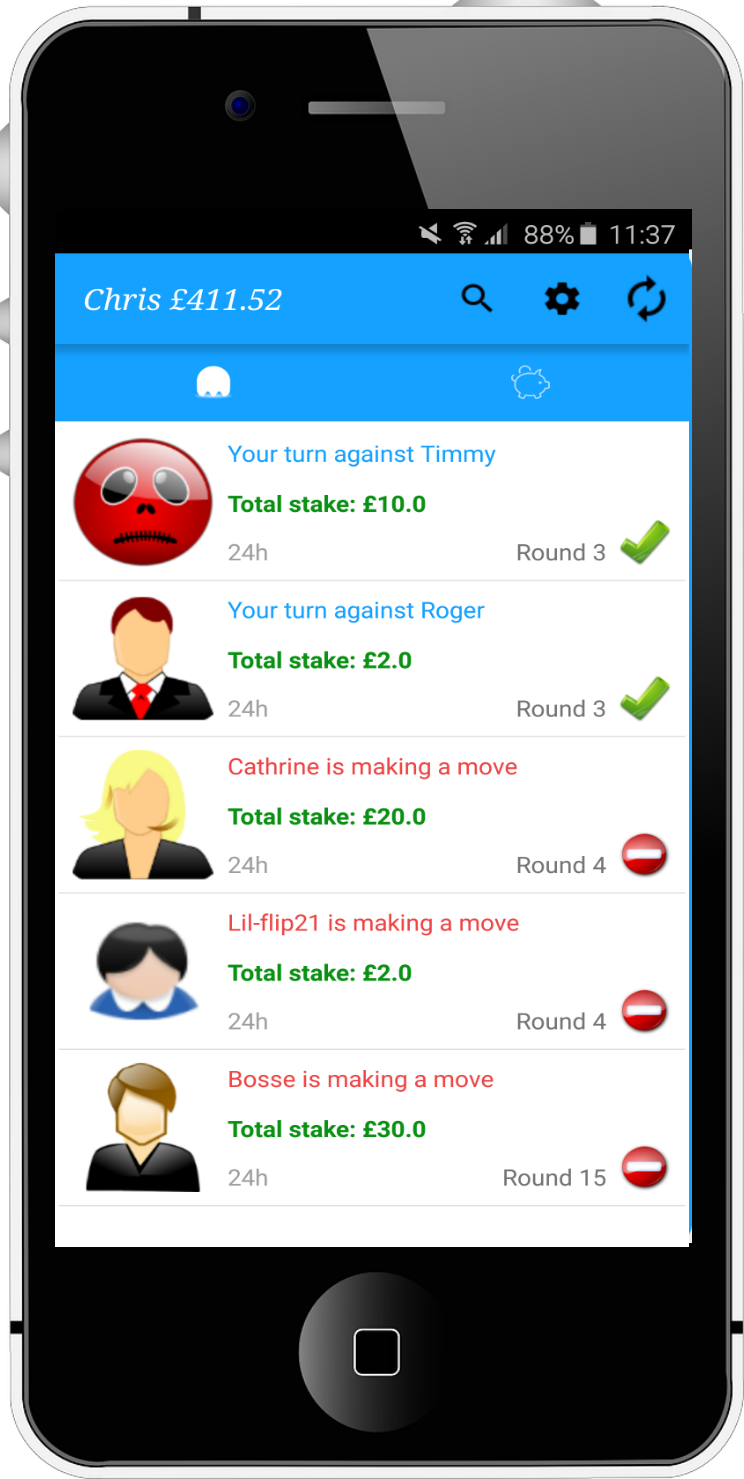 88% 11:37
Chris £411.52
Your turn against Timmy
Total stake: £10.0
24h Round 3
Your turn against Roger
Total stake: £2.0
24h Round 3
Cathrine is making a move
Total stake: £20.0
24h Round 4
Lil-flip21 is making a move
Total stake: £2.0
24h Round 4
Bosse is making a move
Total stake: £30.0
24h Round 15